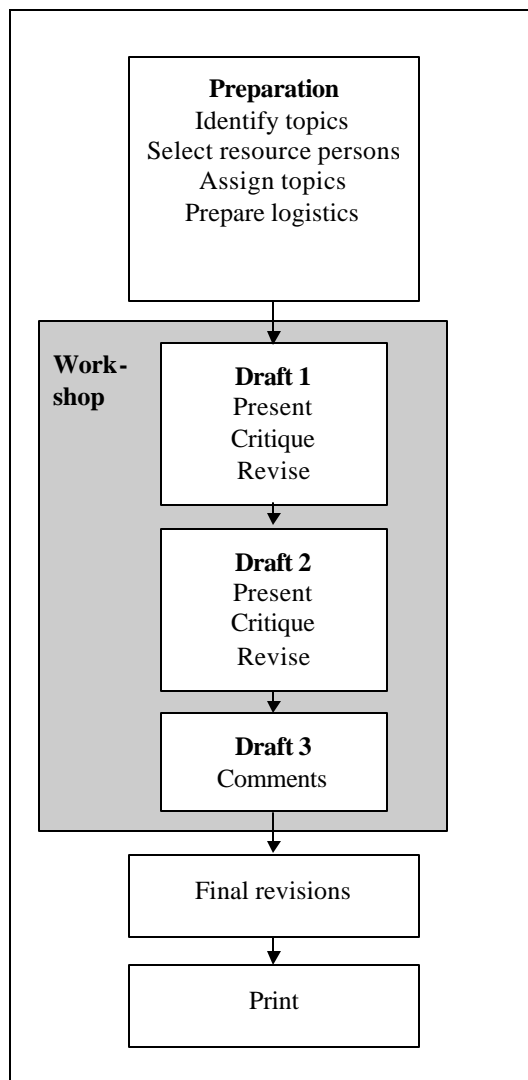 Preparation
Identify topics
Select resource persons
Assign topics
Prepare logistics
Work-
shop
Draft 1
Present
Critique
Revise
Draft 2
Present
Critique
Revise
Draft 3
Comments
Final revisions
Print